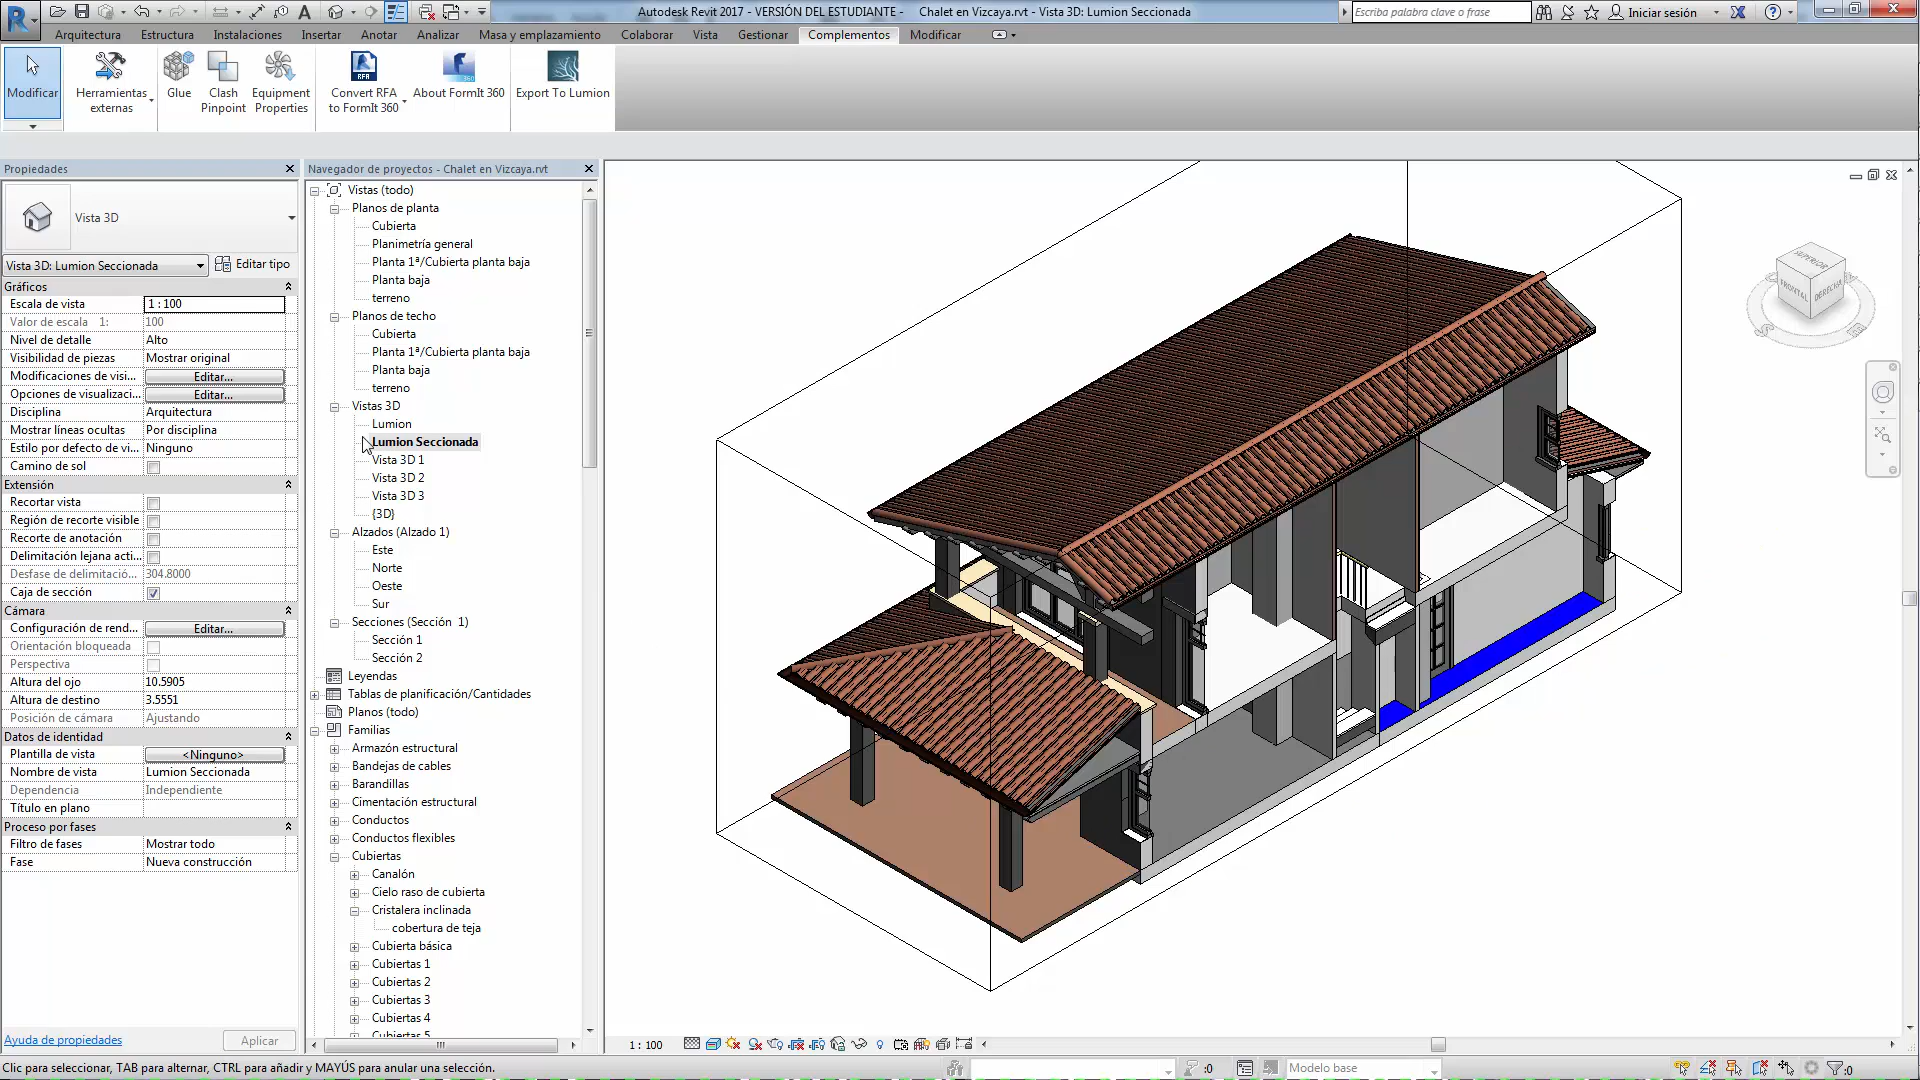 Autodesk Revit 2017 - VERSIÓN DEL ESTUDIANTE - Chalet en Vizcaya.rvt - Vista 3D: Lumion Seccionada
Escriba palabra clave o frase
Iniciar sesión
Arquitectura Estructura Instalaciones Insertar Anotar Analizar Masa y emplazamiento Colaborar Vista Gestionar Complementos Modificar
Modificar
Herramientas externas
Glue
Clash Pinpoint
Equipment Properties
RFA
Convert RFA to FormIt 360
360
About FormIt 360
Export To Lumion
Propiedades
Vista 3D
Vista 3D: Lumion Seccionada
Editar tipo
Gráficos
Escala de vista 1 : 100
Valor de escala 1: 100
Nivel de detalle Alto
Visibilidad de piezas Mostrar original
Modificaciones de visi... Editar...
Opciones de visualizaci... Editar...
Disciplina Arquitectura
Mostrar líneas ocultas Por disciplina
Estilo por defecto de vi... Ninguno
Camino de sol
Extensión
Recortar vista
Región de recorte visible
Recorte de anotación
Delimitación lejana acti...
Desfase de delimitació... 304.8000
Caja de sección
Cámara
Configuración de rend... Editar...
Orientación bloqueada
Perspectiva
Altura del ojo 10.5905
Altura de destino 3.5551
Posición de cámara Ajustando
Datos de identidad
Plantilla de vista <Ninguno>
Nombre de vista Lumion Seccionada
Dependencia Independiente
Título en plano
Proceso por fases
Filtro de fases Mostrar todo
Fase Nueva construcción
Ayuda de propiedades
Aplicar
Navegador de proyectos - Chalet en Vizcaya.rvt
Vistas (todo)
Planos de planta
Cubierta
Planimetría general
Planta 1ª/Cubierta planta baja
Planta baja
terreno
Planos de techo
Cubierta
Planta 1ª/Cubierta planta baja
Planta baja
terreno
Vistas 3D
Lumion
Lumion Seccionada
Vista 3D 1
Vista 3D 2
Vista 3D 3
{3D}
Alzados (Alzado 1)
Este
Norte
Oeste
Sur
Secciones (Sección 1)
Sección 1
Sección 2
Leyendas
Tablas de planificación/Cantidades
Planos (todo)
Familias
Armazón estructural
Bandejas de cables
Barandillas
Cimentación estructural
Conductos
Conductos flexibles
Cubiertas
Canalón
Cielo raso de cubierta
Cristalera inclinada
cobertura de teja
Cubierta básica
Cubiertas 1
Cubiertas 2
Cubiertas 3
Cubiertas 4
Cubiertas 5
SUPERIOR
FRONTAL
DERECHA
1 : 100
Clic para seleccionar, TAB para alternar, CTRL para añadir y MAYÚS para anular una selección.
:0
Modelo base
:0